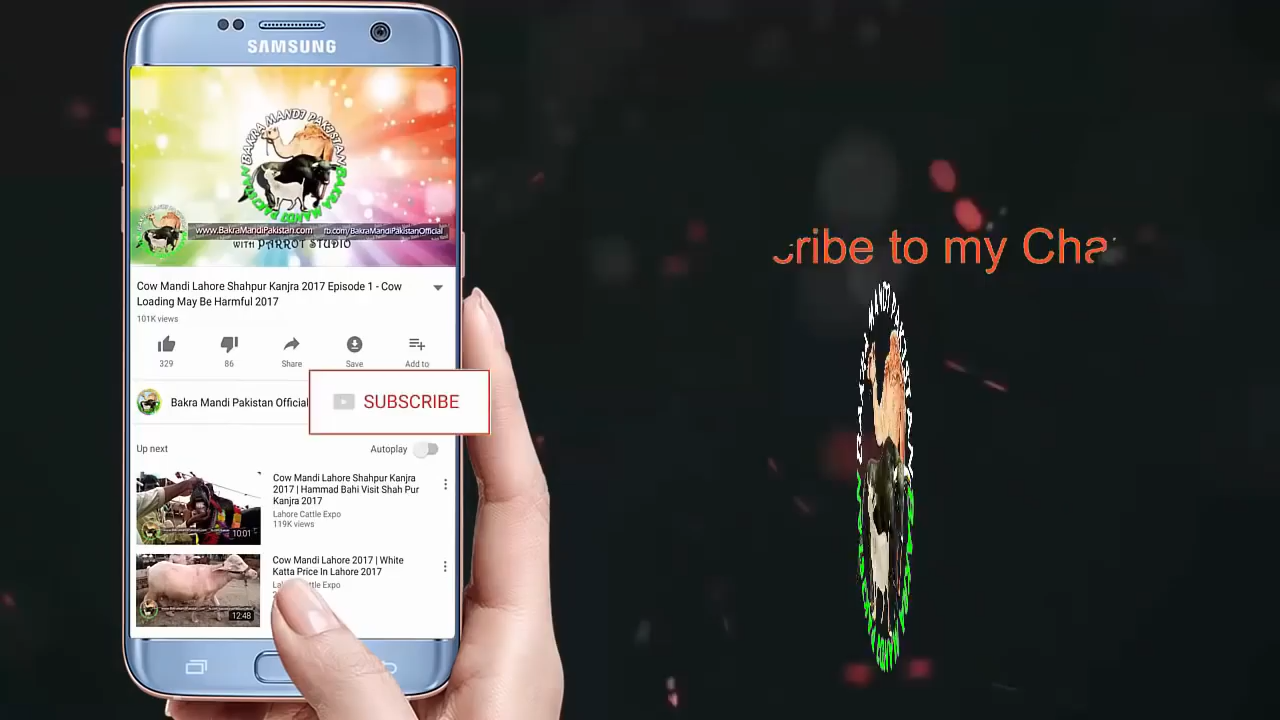 SAMSUNG
BAKRA MANDI PAKISTAN
BAKRA MANDI PAKISTAN
www.BakraMandiPakistan.com fb.com/BakraMandiPakistanOfficial
WITH PARROT STUDIO
Cow Mandi Lahore Shahpur Kanjra 2017 Episode 1 - Cow
Loading May Be Harmful 2017
101K views
329 86 Share Save Add to
Bakra Mandi Pakistan Official
SUBSCRIBE
Up next Autoplay
Cow Mandi Lahore Shahpur Kanjra
2017 | Hammad Bahi Visit Shah Pur
Kanjra 2017
Lahore Cattle Expo
119K views
10:01
Cow Mandi Lahore 2017 | White
Katta Price In Lahore 2017
Expo
12:48
cribe to my Cha